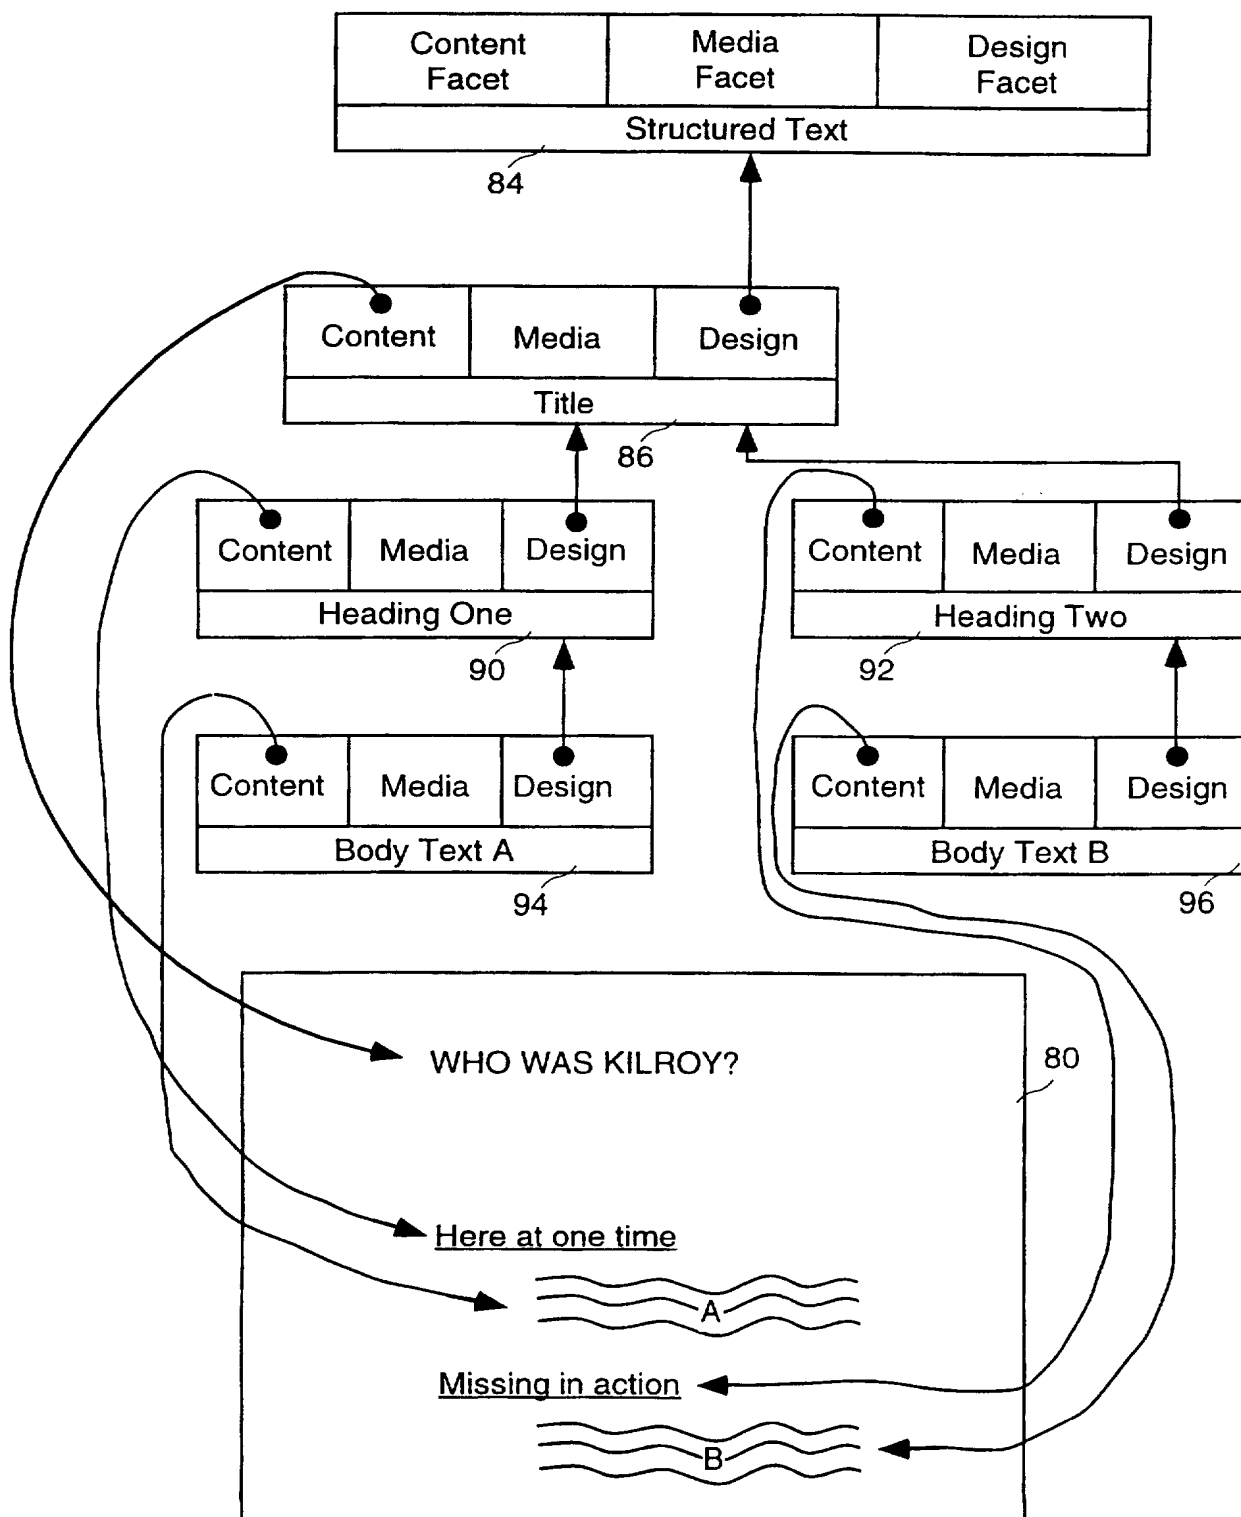 Content Facet
Media Facet
Design Facet
Structured Text
84
Content
Media
Design
Title
86
Content
Media
Design
Heading One
90
Content
Media
Design
Heading Two
92
Content
Media
Design
Body Text A
94
Content
Media
Design
Body Text B
96
WHO WAS KILROY?
80
Here at one time
A
Missing in action
B